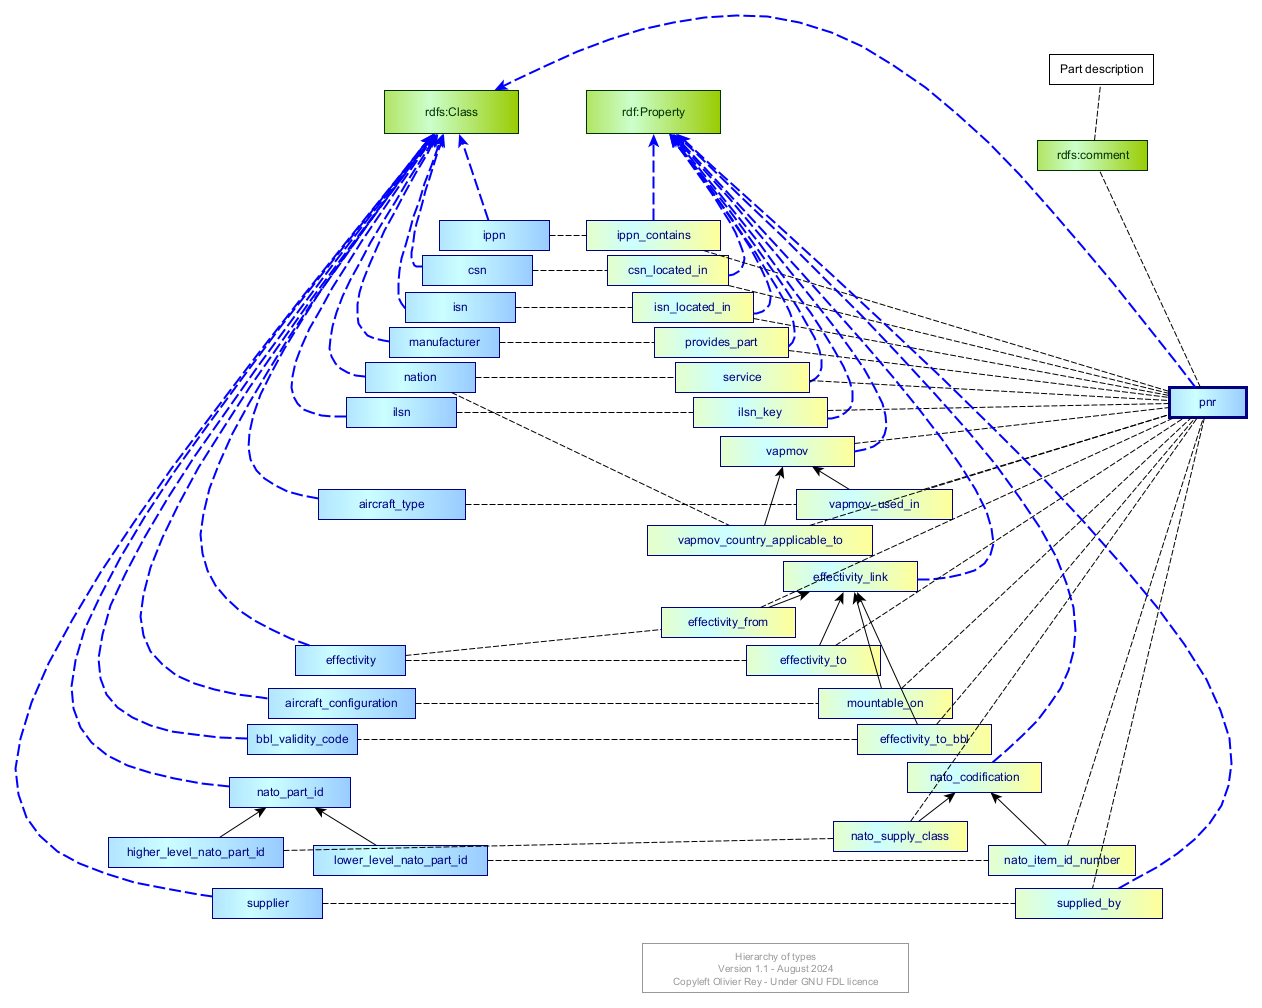 Part description
rdfs:Class
rdf:Property
rdfs:comment
ippn
ippn_contains
csn
csn_located_in
isn
isn_located_in
manufacturer
provides_part
nation
service
pnr
ilsn
ilsn_key
vapmov
aircraft_type
vapmov_used_in
vapmov_country_applicable_to
effectivity_link
effectivity_from
effectivity
effectivity_to
aircraft_configuration
mountable_on
bbl_validity_code
effectivity_to_bbl
nato_codification
nato_part_id
nato_supply_class
higher_level_nato_part_id
lower_level_nato_part_id
nato_item_id_number
supplier
supplied_by
Hierarchy of types
Version 1.1 - August 2024
Copyleft Olivier Rey - Under GNU FDL licence